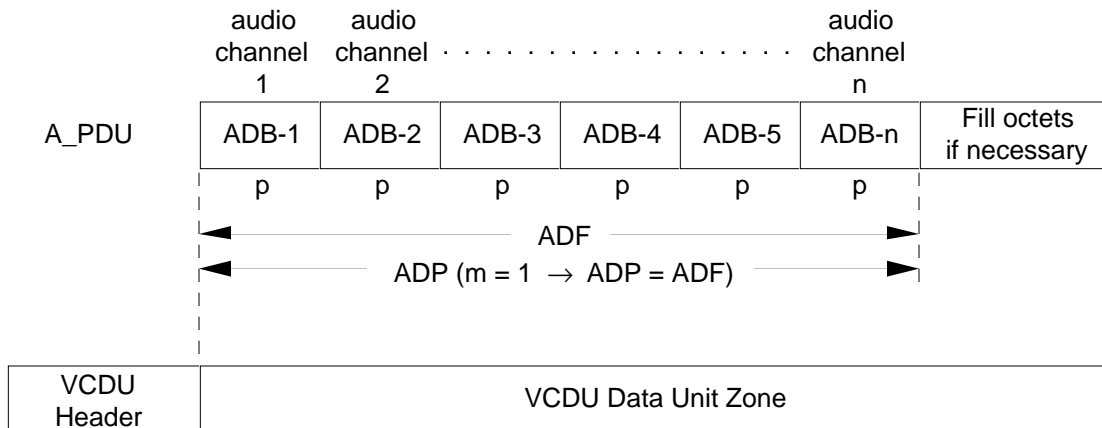 audio audio audio
channel channel . . . . . . . . . . . . . . . . . channel
1 2 n
A_PDU ADB-1 ADB-2 ADB-3 ADB-4 ADB-5 ADB-n Fill octets
if necessary
p p p p p p
ADF
ADP (m = 1 → ADP = ADF)
VCDU
Header
VCDU Data Unit Zone